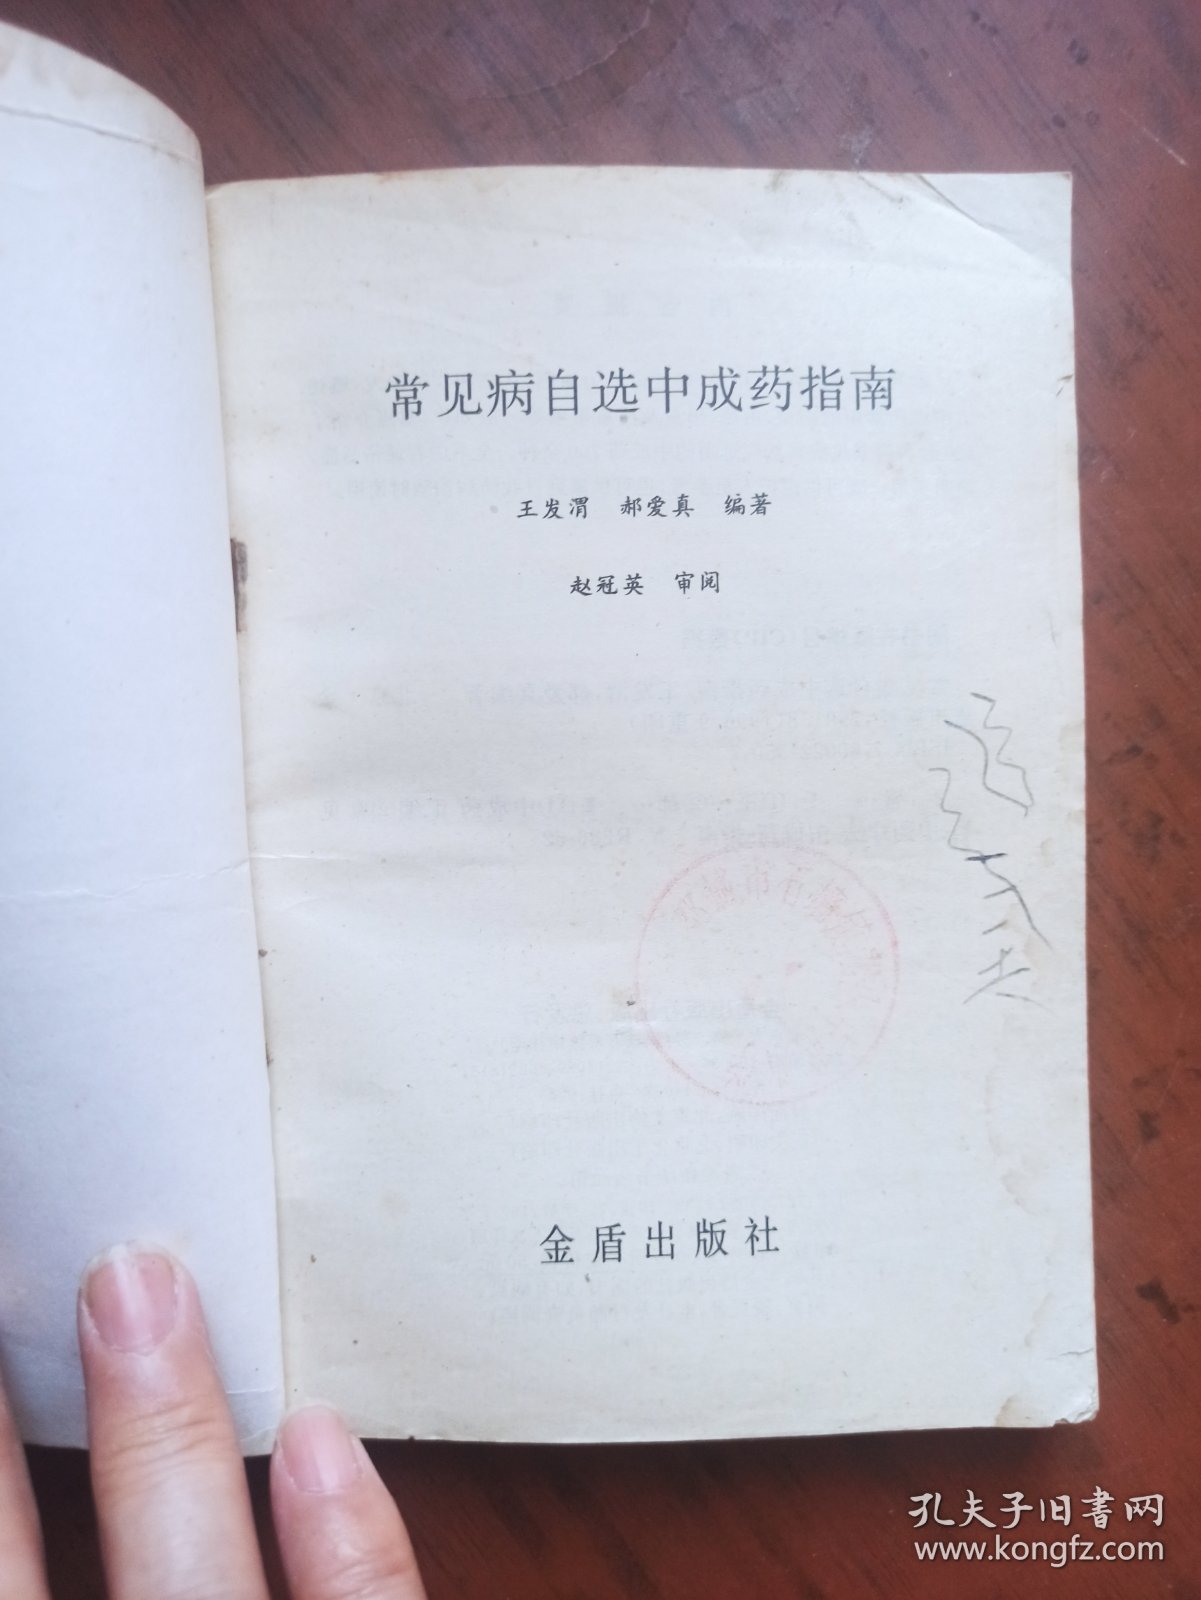 常见病自选中成药指南
王发渭 郝爱真 编著
赵冠英 审阅
金盾出版社
孔夫子旧书网
www.kongfz.com